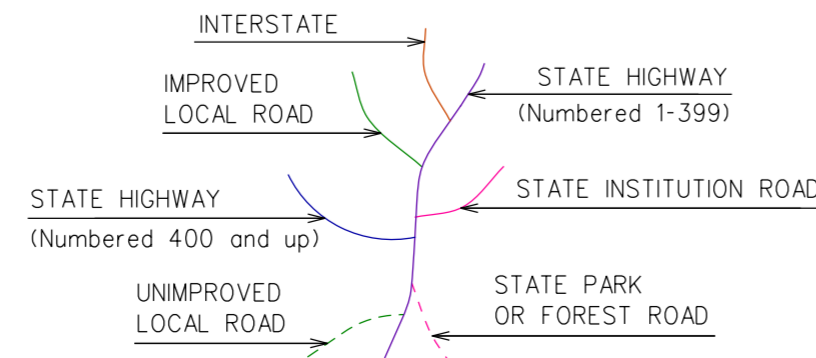 INTERSTATE
IMPROVED
LOCAL ROAD
STATE HIGHWAY
(Numbered 1-399)
STATE HIGHWAY
(Numbered 400 and up)
STATE INSTITUTION ROAD
UNIMPROVED
LOCAL ROAD
STATE PARK
OR FOREST ROAD